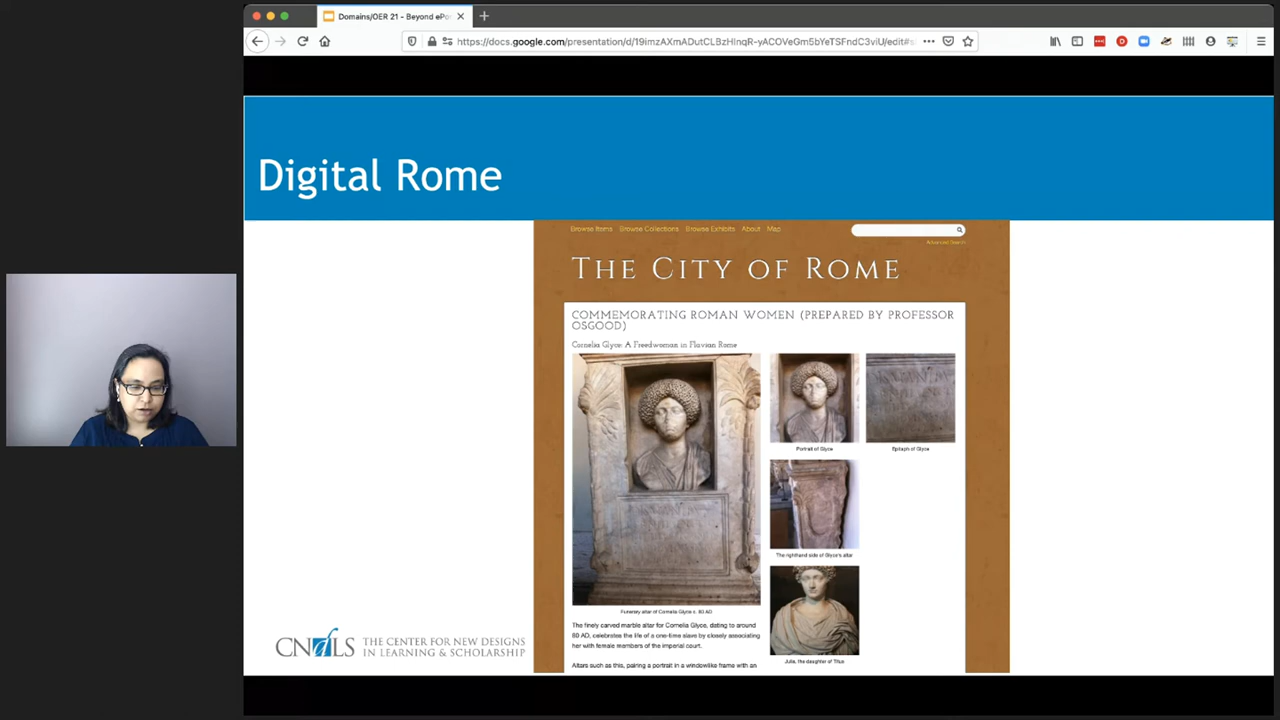 Domains/OER 21 - Beyond ePo
https://docs.google.com/presentation/d/19imzAXmADutCLBzHInqR-yACOVeGm5bYeTSFndC3viU/edit#s
Digital Rome
Browse Items Browse Collections Browse Exhibits About Map
Advanced Search
THE CITY OF ROME
COMMEMORATING ROMAN WOMEN (PREPARED BY PROFESSOR
OSGOOD)
Cornelia Glyce: A Freedwoman in Flavian Rome
Portrait of Glyce
Epitaph of Glyce
The righthand side of Glyce's altar
Funerary altar of Cornelia Glyce c. 80 AD
The finely carved marble altar for Cornelia Glyce, dating to around
80 AD, celebrates the life of a one-time slave by closely associating
her with female members of the imperial court.
Altars such as this, pairing a portrait in a windowlike frame with an
Julia, the daughter of Titus
CNDLS THE CENTER FOR NEW DESIGNS
IN LEARNING & SCHOLARSHIP